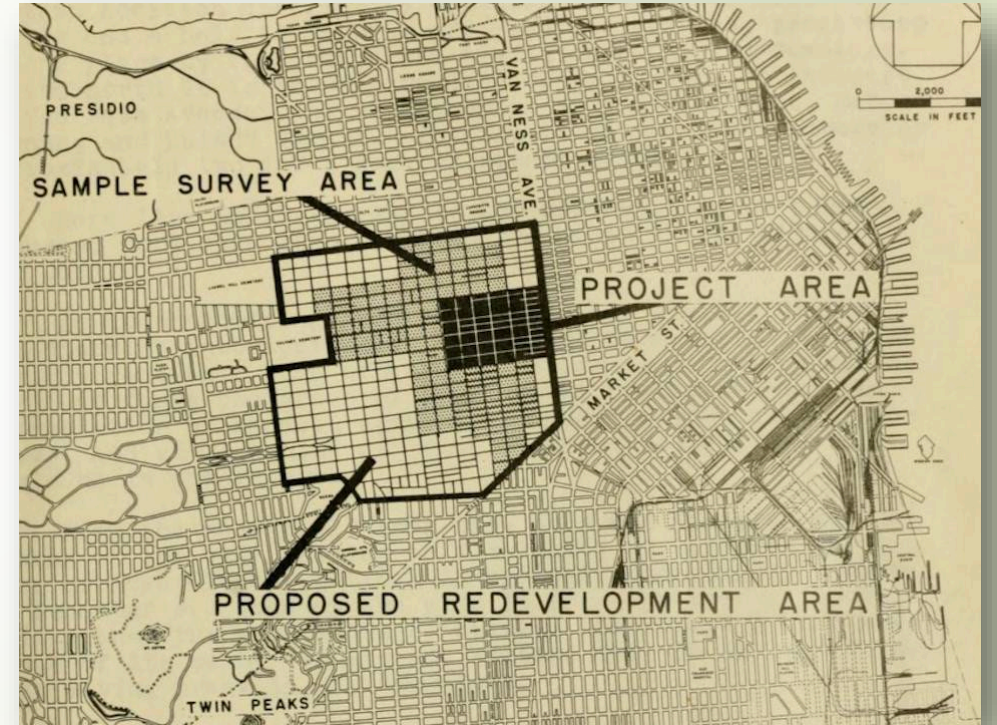 VAN NESS AVE.
0 2,000
SCALE IN FEET
PRESIDIO
SAMPLE SURVEY AREA
PROJECT AREA
MARKET ST.
PROPOSED REDEVELOPMENT AREA
TWIN PEAKS